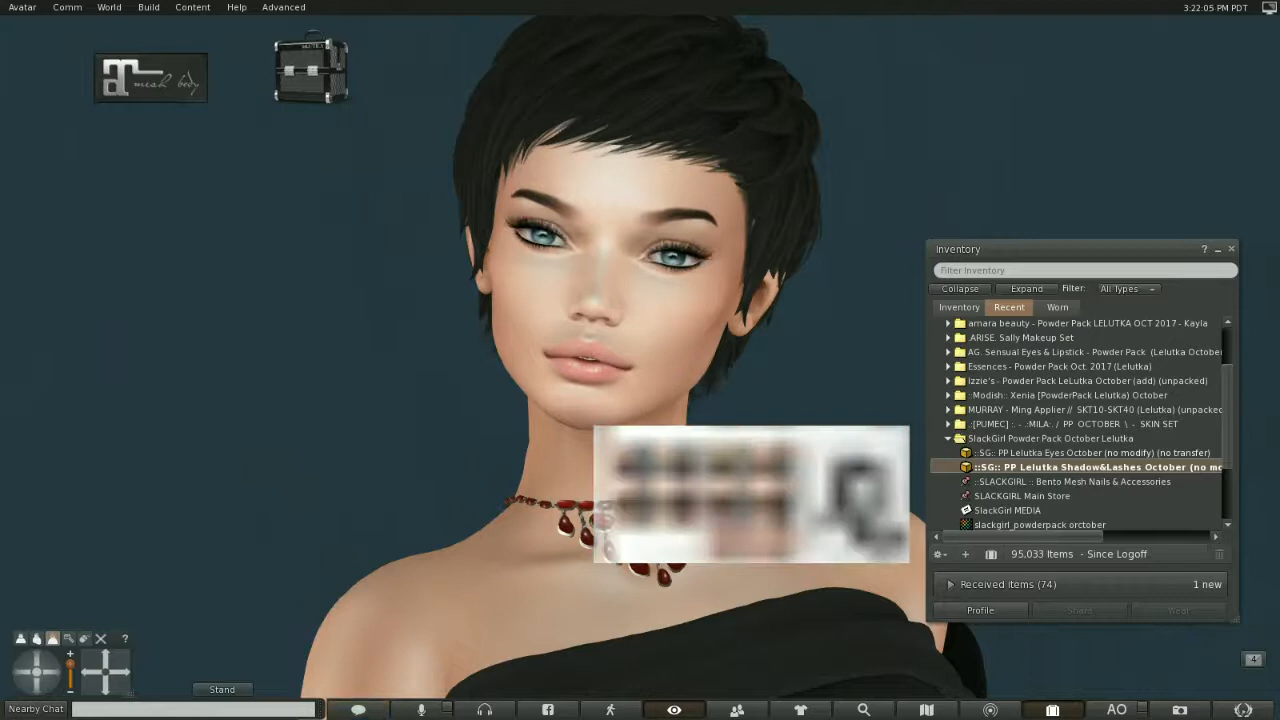 Avatar Comm World Build Content Help Advanced 3:22:05 PM PDT
mesh body
Inventory ?
Filter Inventory
Collapse Expand Filter: All Types
Inventory Recent Worn
amara beauty - Powder Pack LELUTKA OCT 2017 - Kayla
.ARISE. Sally Makeup Set
AG. Sensual Eyes & Lipstick - Powder Pack (Lelutka October
Essences - Powder Pack Oct. 2017 (Lelutka)
Izzie's - Powder Pack LeLutka October (add) (unpacked)
::Modish:: Xenia [PowderPack Lelutka) October
MURRAY - Ming Applier // SKT10-SKT40 (Lelutka) (unpacked
.:[PUMEC] :. - .:MILA:. / PP OCTOBER \ - SKIN SET
SlackGirl Powder Pack October Lelutka
::SG:: PP Lelutka Eyes October (no modify) (no transfer)
::SG:: PP Lelutka Shadow&Lashes October (no mo
::SLACKGIRL :: Bento Mesh Nails & Accessories
SLACKGIRL Main Store
SlackGirl MEDIA
slackgirl_powderpack orctober
95,033 Items - Since Logoff
Received Items (74) 1 new
Profile Share Wear
?
4
Stand
Nearby Chat AO